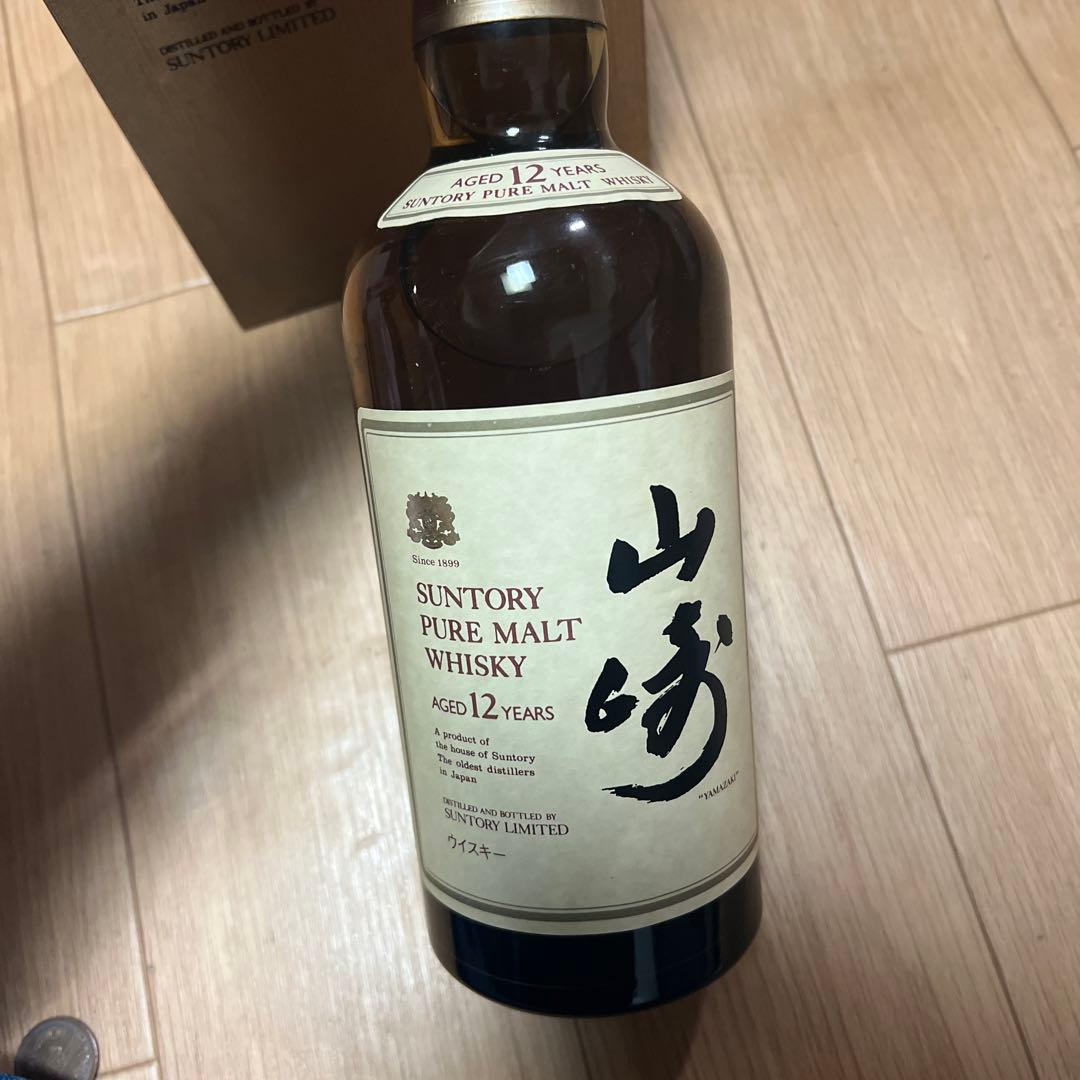 in Japan
DISTILLED AND BOTTLED BY
SUNTORY LIMITED
AGED 12 YEARS
SUNTORY PURE MALT WHISKY
Since 1899
SUNTORY
PURE MALT
WHISKY
AGED 12 YEARS
A product of
the house of Suntory
The oldest distillers
in Japan
DISTILLED AND BOTTLED BY
SUNTORY LIMITED
ウイスキー
山崎
"YAMAZAKI"